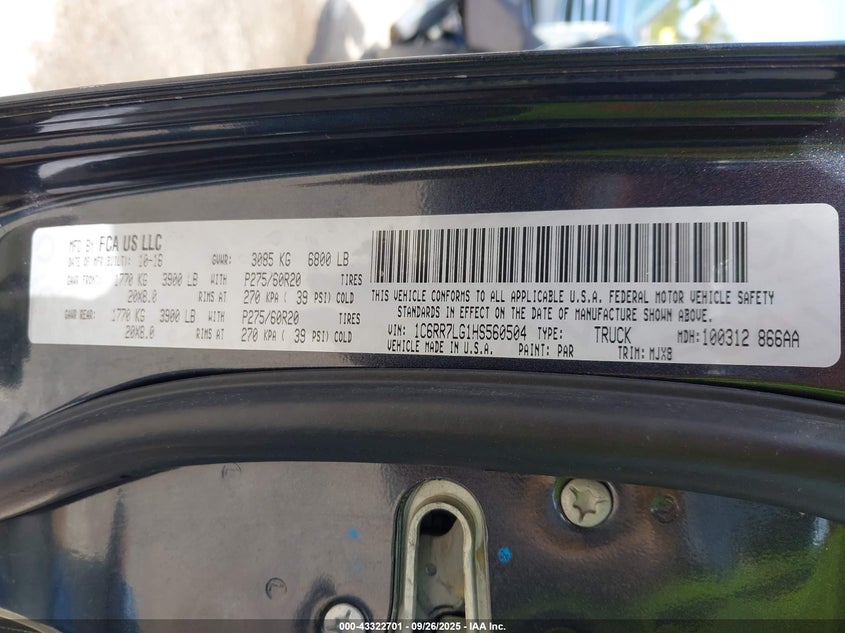 MFD BY: FCA US LLC
DATE OF MFR(BUILT): 10-16 GVWR: 3085 KG 6800 LB
GAWR FRONT: 1770 KG 3900 LB WITH P275/60R20 TIRES
20X8.0 RIMS AT 270 KPA ( 39 PSI) COLD
GAWR REAR: 1770 KG 3900 LB WITH P275/60R20 TIRES
20X8.0 RIMS AT 270 KPA ( 39 PSI) COLD
THIS VEHICLE CONFORMS TO ALL APPLICABLE U.S.A. FEDERAL MOTOR VEHICLE SAFETY
STANDARDS IN EFFECT ON THE DATE OF MANUFACTURE SHOWN ABOVE.
VIN: 1C6RR7LG1HS560504 TYPE: TRUCK MDH: 100312 866AA
VEHICLE MADE IN U.S.A. PAINT: PAR TRIM: MJX8
000-43322701 - 09/26/2025 - IAA Inc.